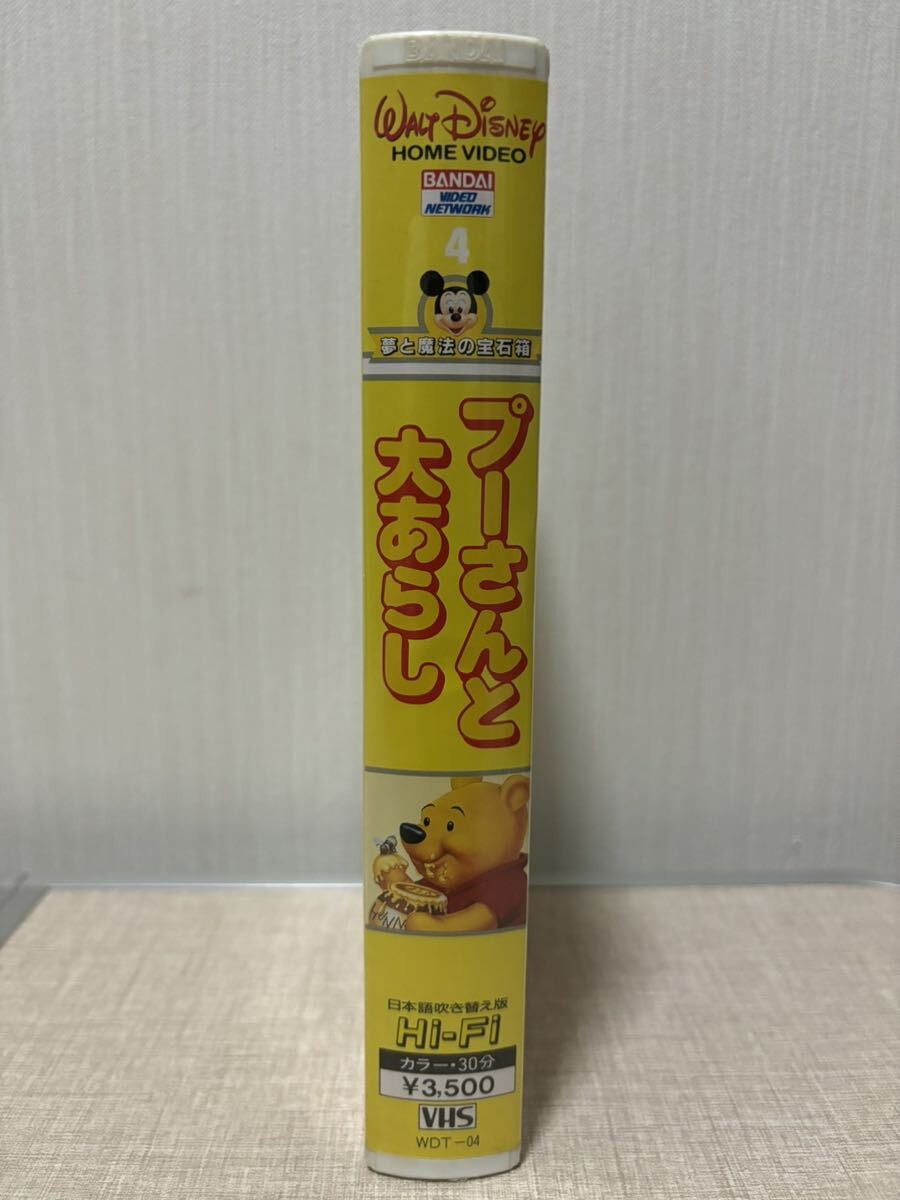 BANDAI
WALT DISNEY
HOME VIDEO
BANDAI
VIDEO
NETWORK
4
夢と魔法の宝石箱
プーさんと
大あらし
日本語吹き替え版
Hi-Fi
カラー・30分
¥3,500
VHS
WDT-04